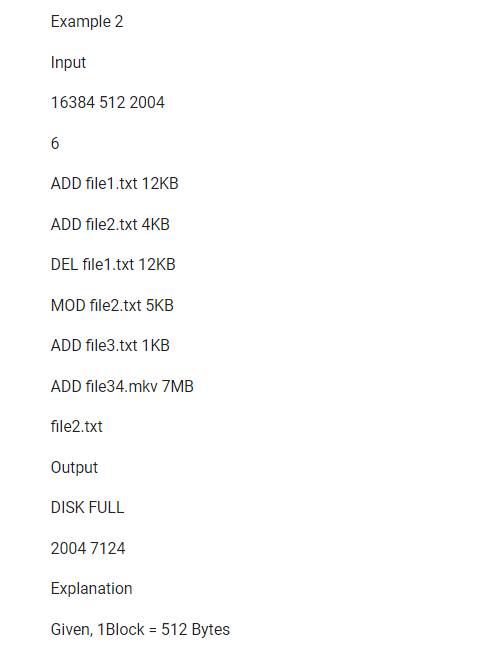 Example 2
Input
16384 512 2004
6
ADD file1.txt 12KB
ADD file2.txt 4KB
DEL file1.txt 12KB
MOD file2.txt 5KB
ADD file3.txt 1KB
ADD file34.mkv 7MB
file2.txt
Output
DISK FULL
2004 7124
Explanation
Given, 1Block = 512 Bytes